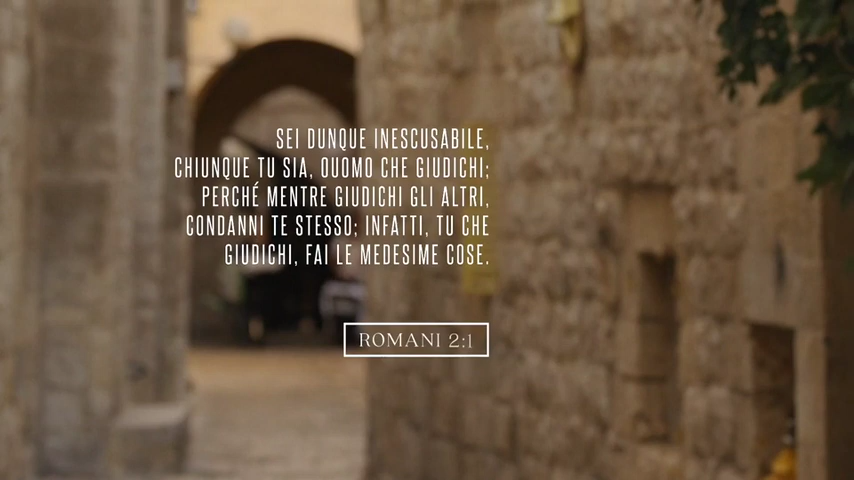 SEI DUNQUE INESCUSABILE,
CHIUNQUE TU SIA, OUOMO CHE GIUDICHI;
PERCHÉ MENTRE GIUDICHI GLI ALTRI,
CONDANNI TE STESSO; INFATTI, TU CHE
GIUDICHI, FAI LE MEDESIME COSE.
ROMANI 2:1